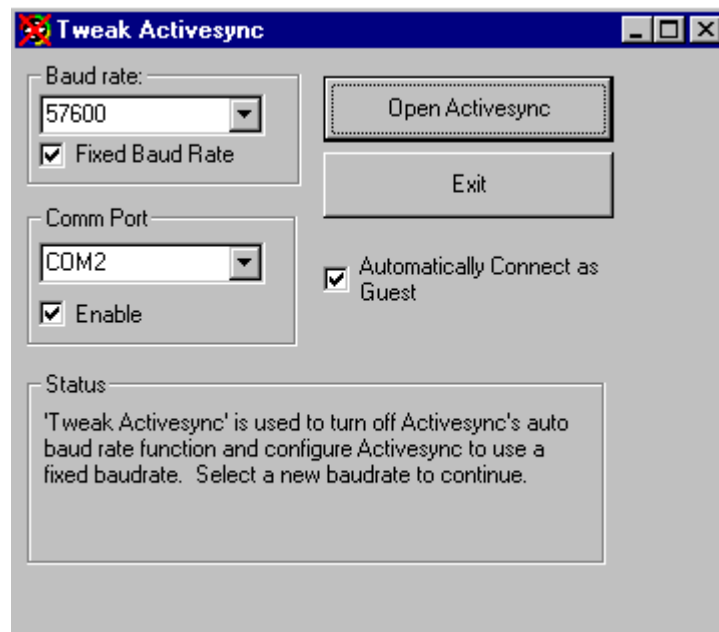 Tweak Activesync
Baud rate:
57600
Fixed Baud Rate
Open Activesync
Exit
Comm Port
COM2
Enable
Automatically Connect as
Guest
Status
'Tweak Activesync' is used to turn off Activesync's auto
baud rate function and configure Activesync to use a
fixed baudrate.  Select a new baudrate to continue.